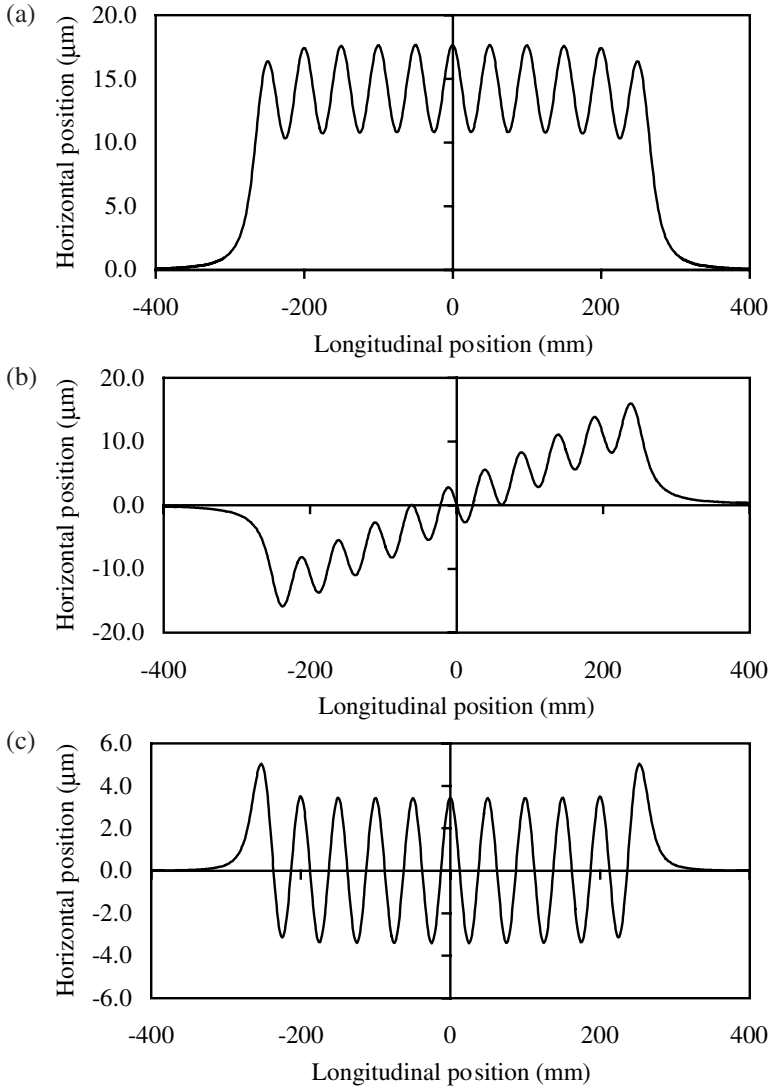 (a)
20.0
15.0
10.0
5.0
0.0
Horizontal position (μm)
-400 -200 0 200 400
Longitudinal position (mm)
(b)
20.0
10.0
0.0
-10.0
-20.0
Horizontal position (μm)
-400 -200 0 200 400
Longitudinal position (mm)
(c)
6.0
4.0
2.0
0.0
-2.0
-4.0
-6.0
Horizontal position (μm)
-400 -200 0 200 400
Longitudinal position (mm)